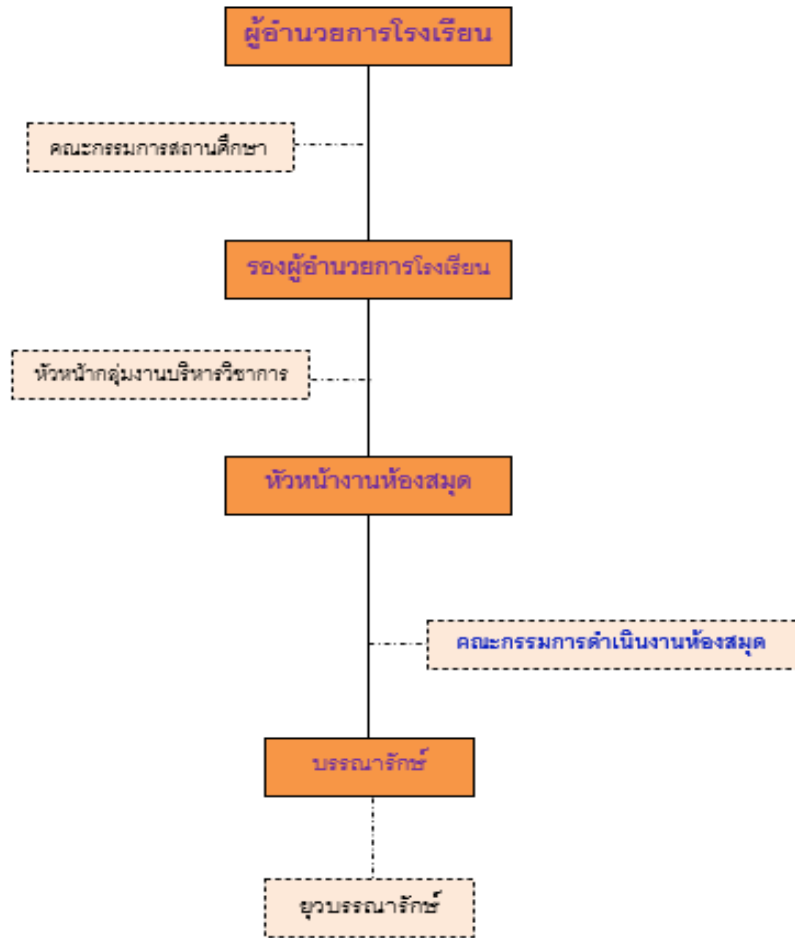 ผู้อำนวยการโรงเรียน
คณะกรรมการสถานศึกษา
รองผู้อำนวยการโรงเรียน
หัวหน้ากลุ่มงานบริหารวิชาการ
หัวหน้างานห้องสมุด
คณะกรรมการดำเนินงานห้องสมุด
บรรณารักษ์
ยุวบรรณารักษ์